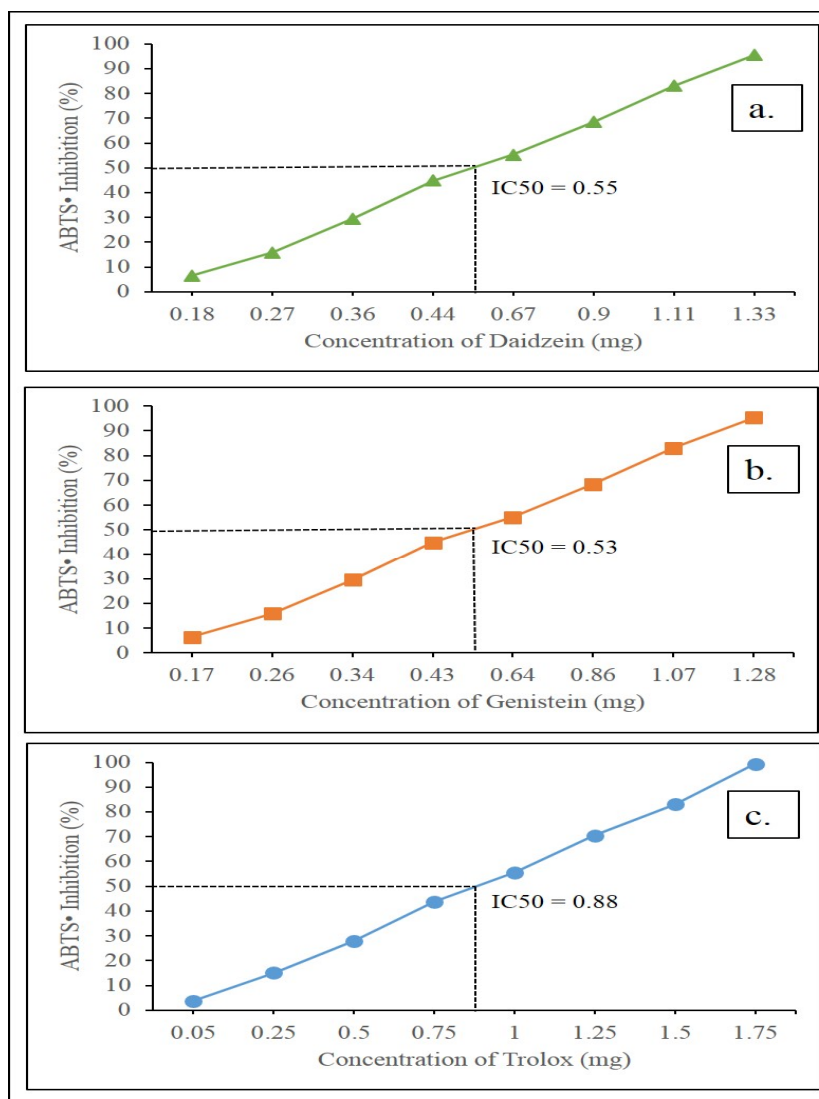 100
90
80
70
60
50
40
30
20
10
0
ABTS• Inhibition (%)
a.
IC50 = 0.55
0.18 0.27 0.36 0.44 0.67 0.9 1.11 1.33
Concentration of Daidzein (mg)
100
90
80
70
60
50
40
30
20
10
0
ABTS• Inhibition (%)
b.
IC50 = 0.53
0.17 0.26 0.34 0.43 0.64 0.86 1.07 1.28
Concentration of Genistein (mg)
100
90
80
70
60
50
40
30
20
10
0
ABTS• Inhibition (%)
c.
IC50 = 0.88
0.05 0.25 0.5 0.75 1 1.25 1.5 1.75
Concentration of Trolox (mg)